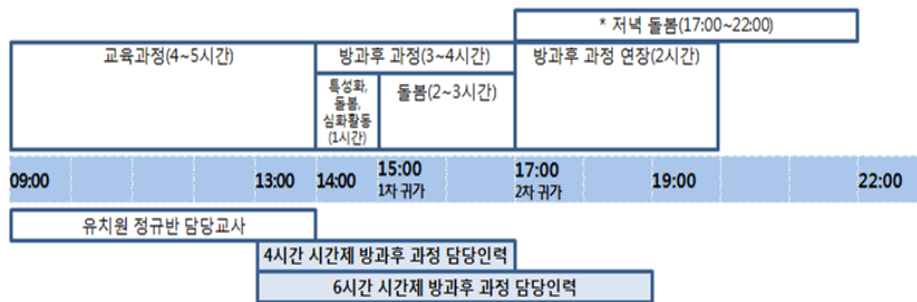 * 저녁 돌봄(17:00~22:00)
교육과정(4~5시간)
방과후 과정(3~4시간)
방과후 과정 연장(2시간)
특성화,
돌봄,
심화활동
(1시간)
돌봄(2~3시간)
09:00
13:00
14:00
15:00
1차 귀가
17:00
2차 귀가
19:00
22:00
유치원 정규반 담당교사
4시간 시간제 방과후 과정 담당인력
6시간 시간제 방과후 과정 담당인력